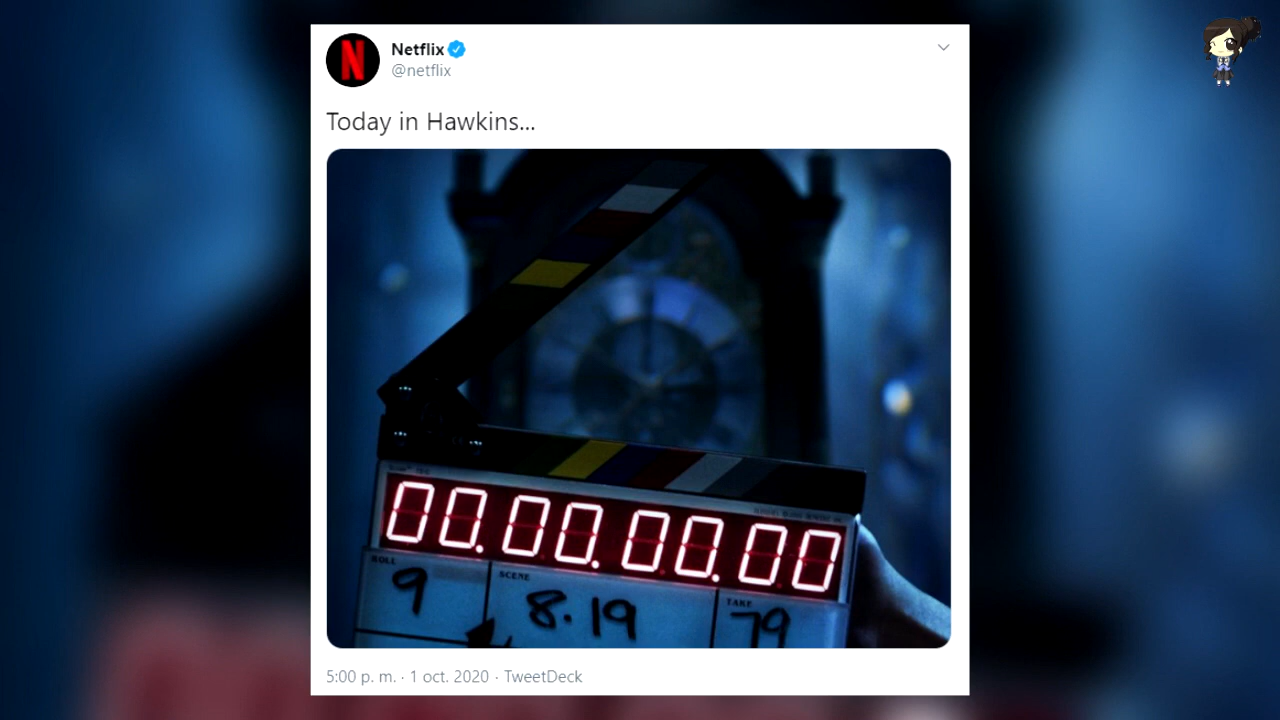 Netflix
@netflix
Today in Hawkins...
00.00.00.00
ROLL
SCENE
TAKE
9
8.19
79
5:00 p. m. · 1 oct. 2020 · TweetDeck